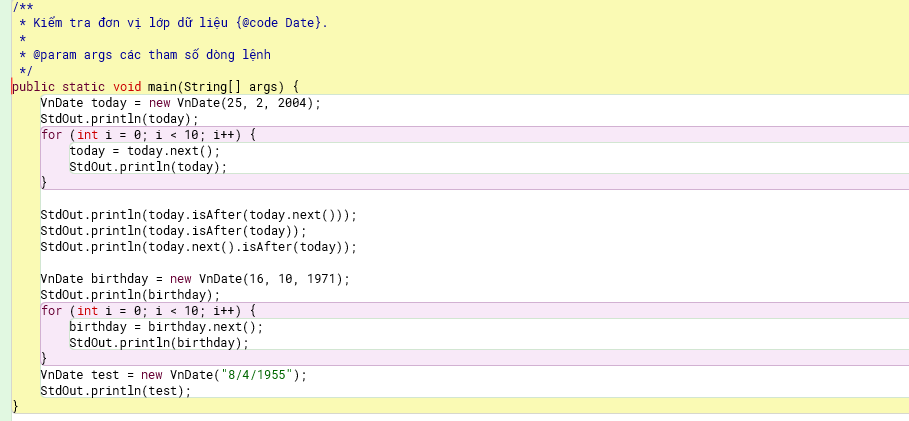 /**
 * Kiểm tra đơn vị lớp dữ liệu {@code Date}.
 *
 * @param args các tham số dòng lệnh
 */
public static void main(String[] args) {
    VnDate today = new VnDate(25, 2, 2004);
    StdOut.println(today);
    for (int i = 0; i < 10; i++) {
        today = today.next();
        StdOut.println(today);
    }

    StdOut.println(today.isAfter(today.next()));
    StdOut.println(today.isAfter(today));
    StdOut.println(today.next().isAfter(today));

    VnDate birthday = new VnDate(16, 10, 1971);
    StdOut.println(birthday);
    for (int i = 0; i < 10; i++) {
        birthday = birthday.next();
        StdOut.println(birthday);
    }
    VnDate test = new VnDate("8/4/1955");
    StdOut.println(test);
}